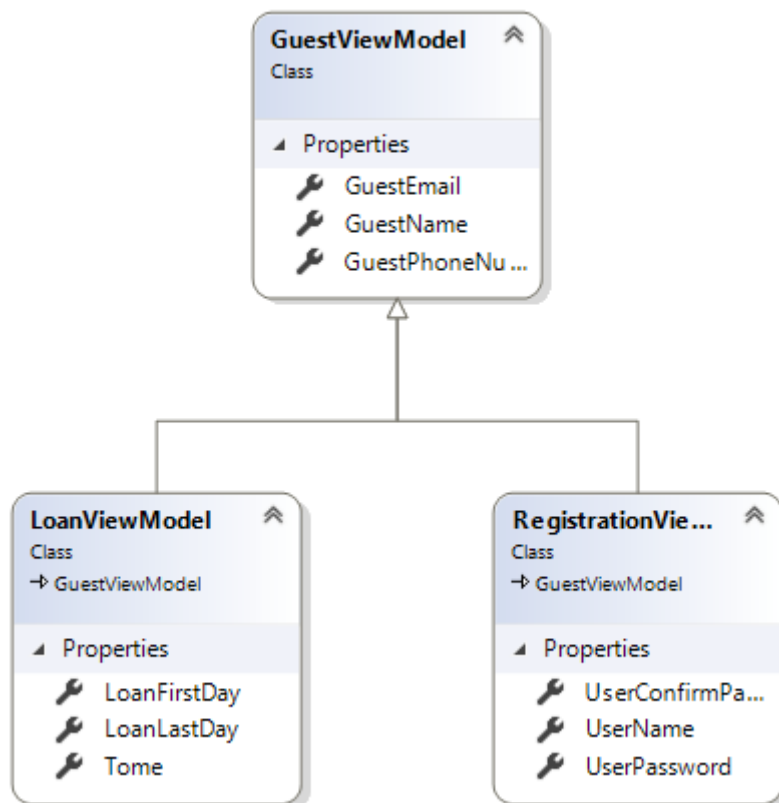 GuestViewModel
Class
Properties
GuestEmail
GuestName
GuestPhoneNu ...
LoanViewModel
Class
GuestViewModel
Properties
LoanFirstDay
LoanLastDay
Tome
RegistrationVie...
Class
GuestViewModel
Properties
UserConfirmPa...
UserName
UserPassword